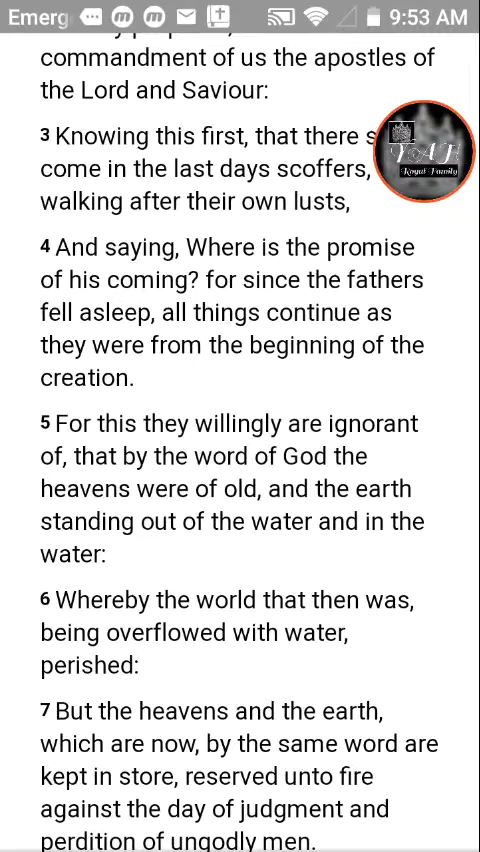 Emerg 9:53 AM
commandment of us the apostles of
the Lord and Saviour:
3 Knowing this first, that there s
come in the last days scoffers,
walking after their own lusts,
4 And saying, Where is the promise
of his coming? for since the fathers
fell asleep, all things continue as
they were from the beginning of the
creation.
5 For this they willingly are ignorant
of, that by the word of God the
heavens were of old, and the earth
standing out of the water and in the
water:
6 Whereby the world that then was,
being overflowed with water,
perished:
7 But the heavens and the earth,
which are now, by the same word are
kept in store, reserved unto fire
against the day of judgment and
perdition of ungodly men.
YAH
Royal Family